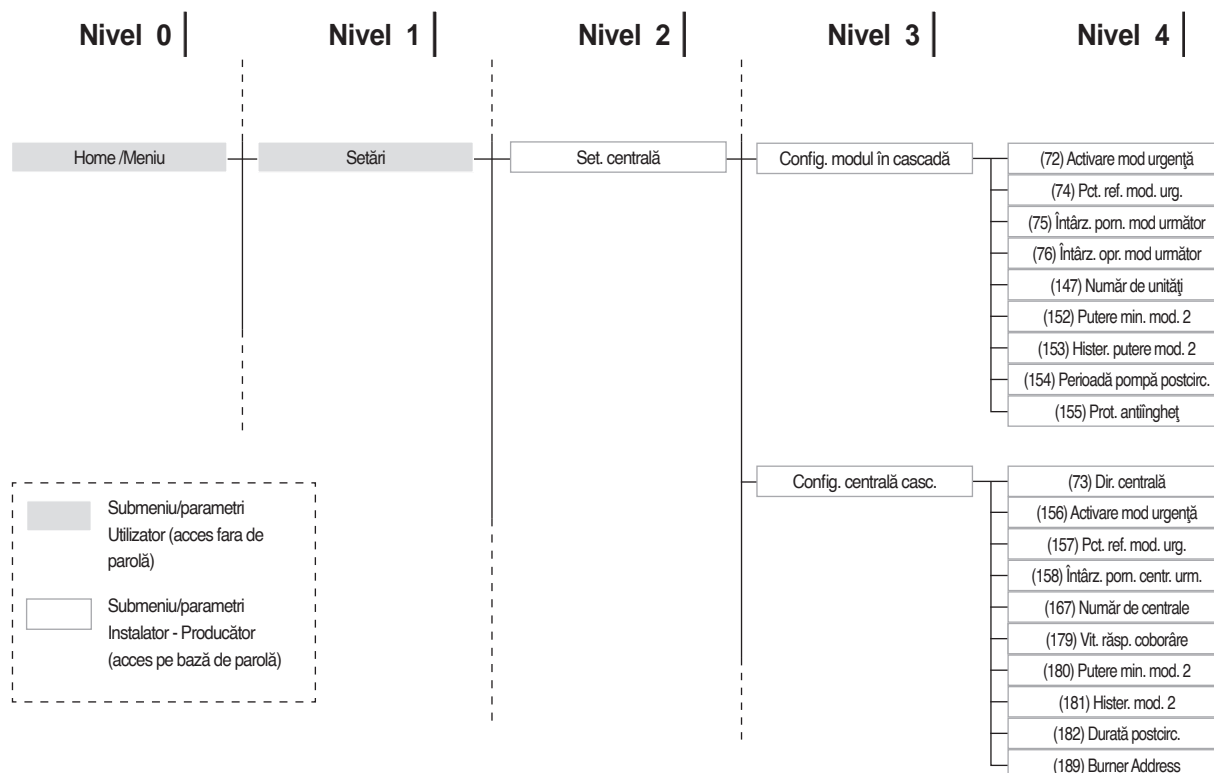 Nivel 0
Nivel 1
Nivel 2
Nivel 3
Nivel 4
Home /Meniu
Setări
Set. centrală
Config. modul în cascadă
(72) Activare mod urgenţă
(74) Pct. ref. mod. urg.
(75) Întârz. porn. mod următor
(76) Întârz. opr. mod următor
(147) Număr de unităţi
(152) Putere min. mod. 2
(153) Hister. putere mod. 2
(154) Perioadă pompă postcirc.
(155) Prot. antiîngheţ
Config. centrală casc.
(73) Dir. centrală
(156) Activare mod urgenţă
(157) Pct. ref. mod. urg.
(158) Întârz. porn. centr. urm.
(167) Număr de centrale
(179) Vit. răsp. coborâre
(180) Putere min. mod. 2
(181) Hister. mod. 2
(182) Durată postcirc.
(189) Burner Address
Submeniu/parametri
Utilizator (acces fara de
parolă)
Submeniu/parametri
Instalator - Producător
(acces pe bază de parolă)